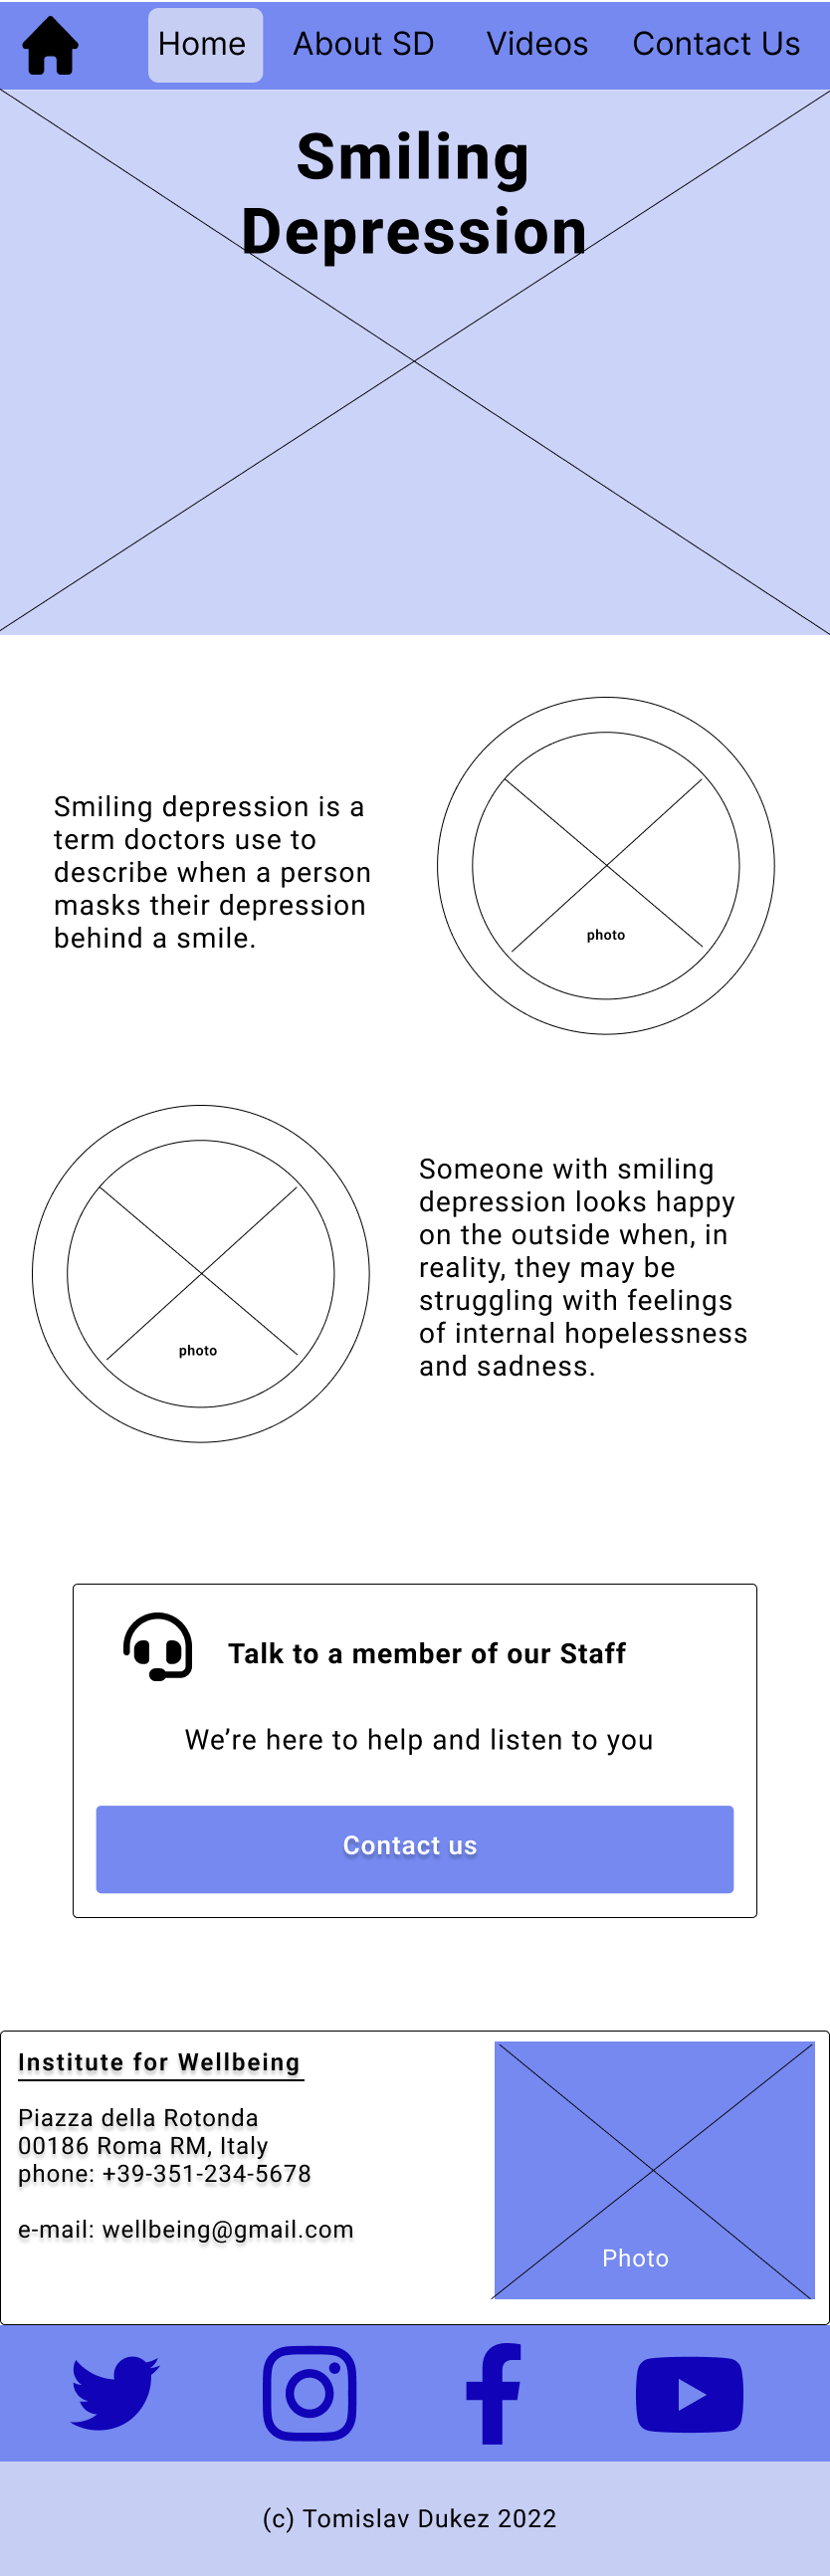 Home About SD Videos Contact Us
Smiling
Depression
Smiling depression is a
term doctors use to
describe when a person
masks their depression
behind a smile.
photo
photo
Someone with smiling
depression looks happy
on the outside when, in
reality, they may be
struggling with feelings
of internal hopelessness
and sadness.
Talk to a member of our Staff
We’re here to help and listen to you
Contact us
Institute for Wellbeing
Piazza della Rotonda
00186 Roma RM, Italy
phone: +39-351-234-5678
e-mail: wellbeing@gmail.com
Photo
(c) Tomislav Dukez 2022